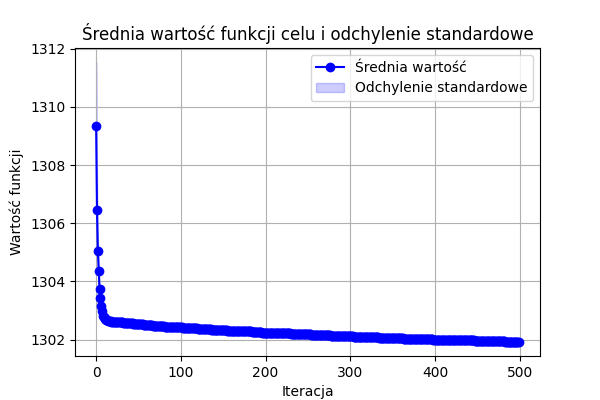 Średnia wartość funkcji celu i odchylenie standardowe
1312
1310
1308
1306
1304
1302
Wartość funkcji
Średnia wartość
Odchylenie standardowe
0 100 200 300 400 500
Iteracja